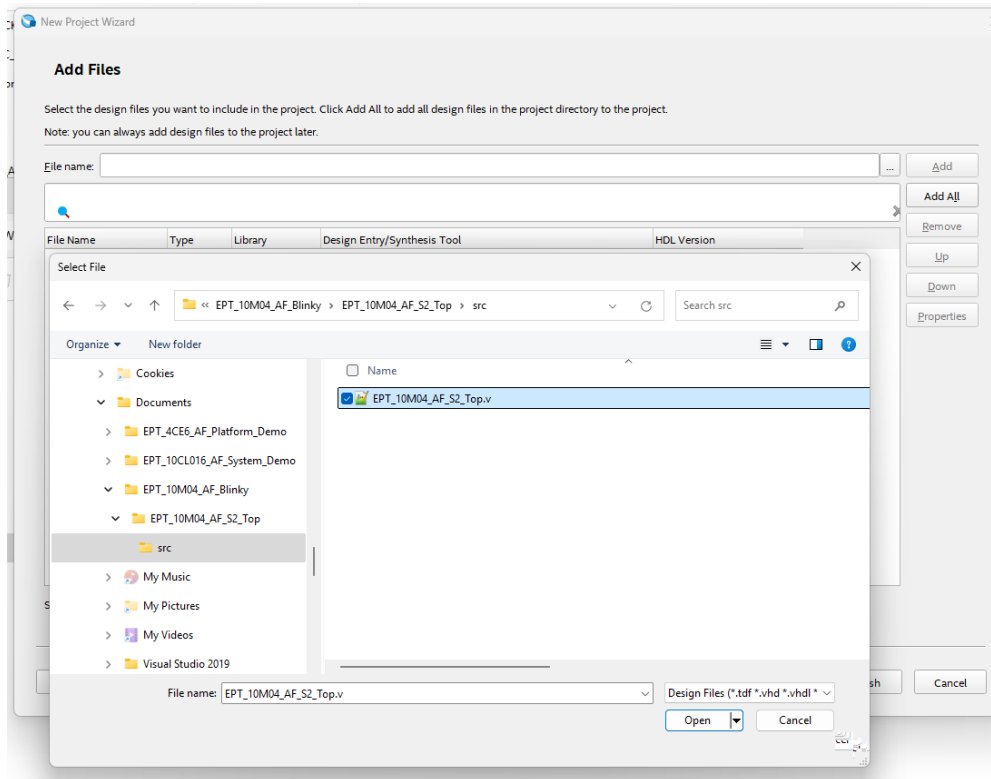 New Project Wizard
Add Files
Select the design files you want to include in the project. Click Add All to add all design files in the project directory to the project.
Note: you can always add design files to the project later.
File name:
...
Add
Add All
Remove
Up
Down
Properties
File Name Type Library Design Entry/Synthesis Tool HDL Version
Select File
« EPT_10M04_AF_Blinky > EPT_10M04_AF_S2_Top > src
Search src
Organize
New folder
Cookies
Documents
EPT_4CE6_AF_Platform_Demo
EPT_10CL016_AF_System_Demo
EPT_10M04_AF_Blinky
EPT_10M04_AF_S2_Top
src
My Music
My Pictures
My Videos
Visual Studio 2019
Name
EPT_10M04_AF_S2_Top.v
File name: EPT_10M04_AF_S2_Top.v
Design Files (*.tdf *.vhd *.vhdl *
Open
Cancel
sh
Cancel